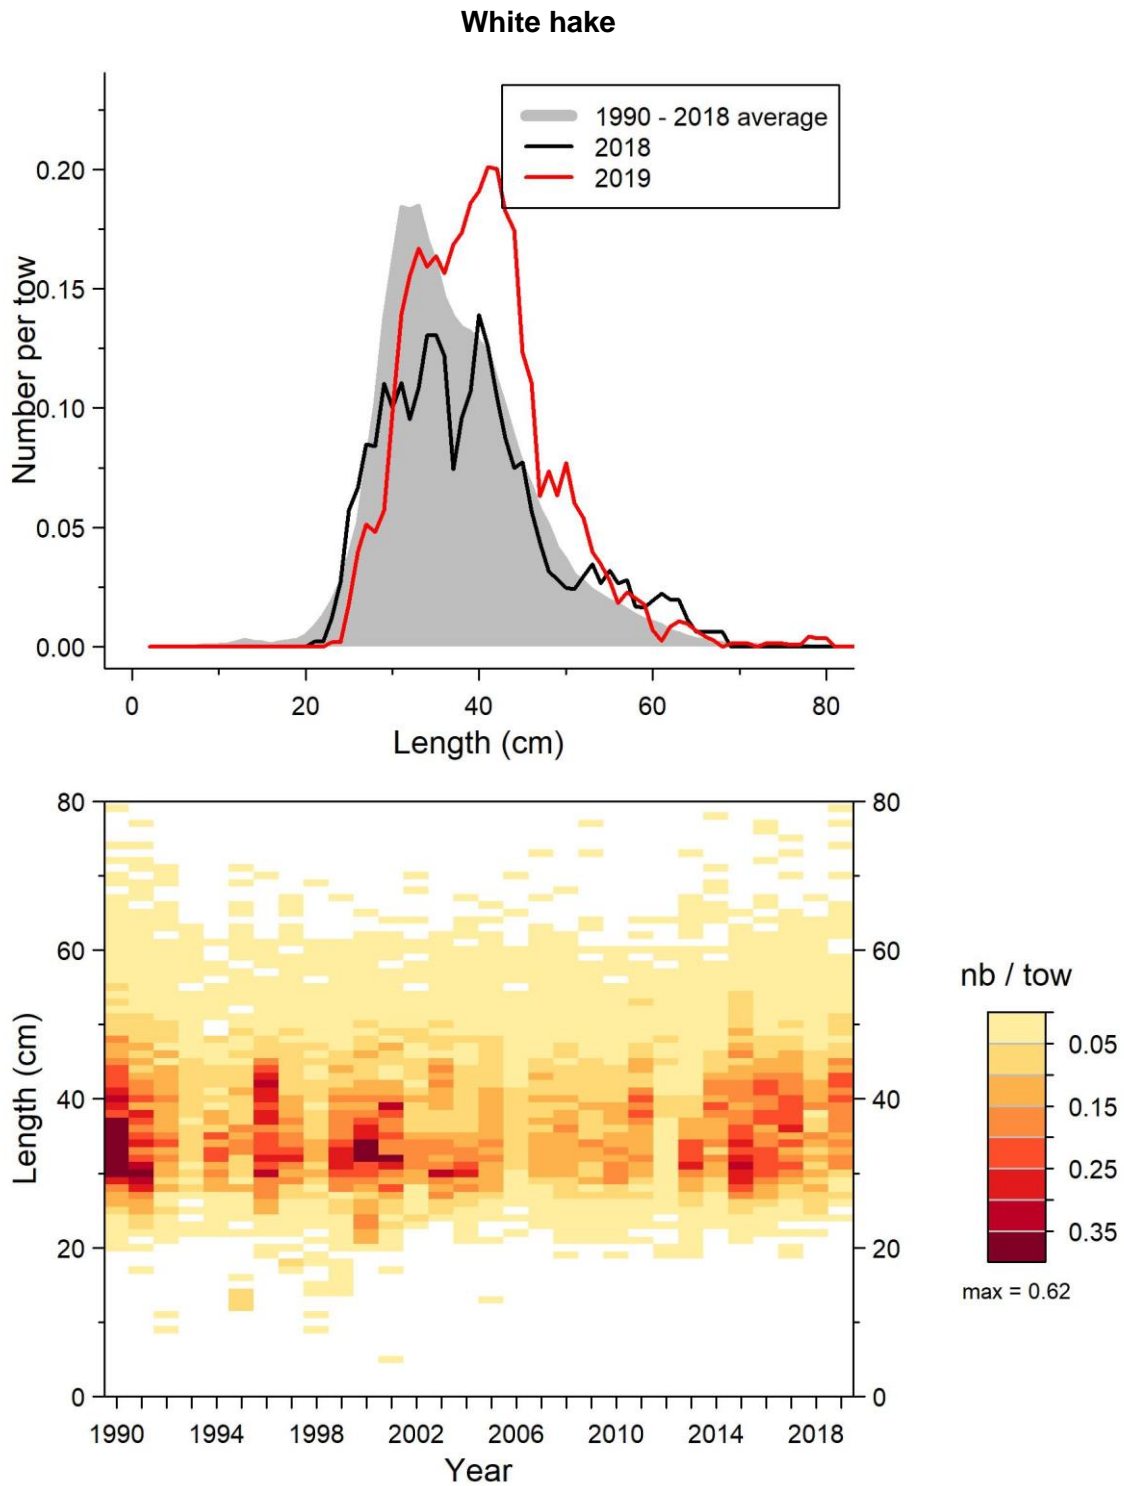 White hake
1990 - 2018 average
2018
2019
Number per tow
0.20
0.15
0.10
0.05
0.00
0 20 40 60 80
Length (cm)
80 80
60 60
40 40
20 20
0 0
Length (cm)
1990 1994 1998 2002 2006 2010 2014 2018
Year
nb / tow
0.05
0.15
0.25
0.35
max = 0.62